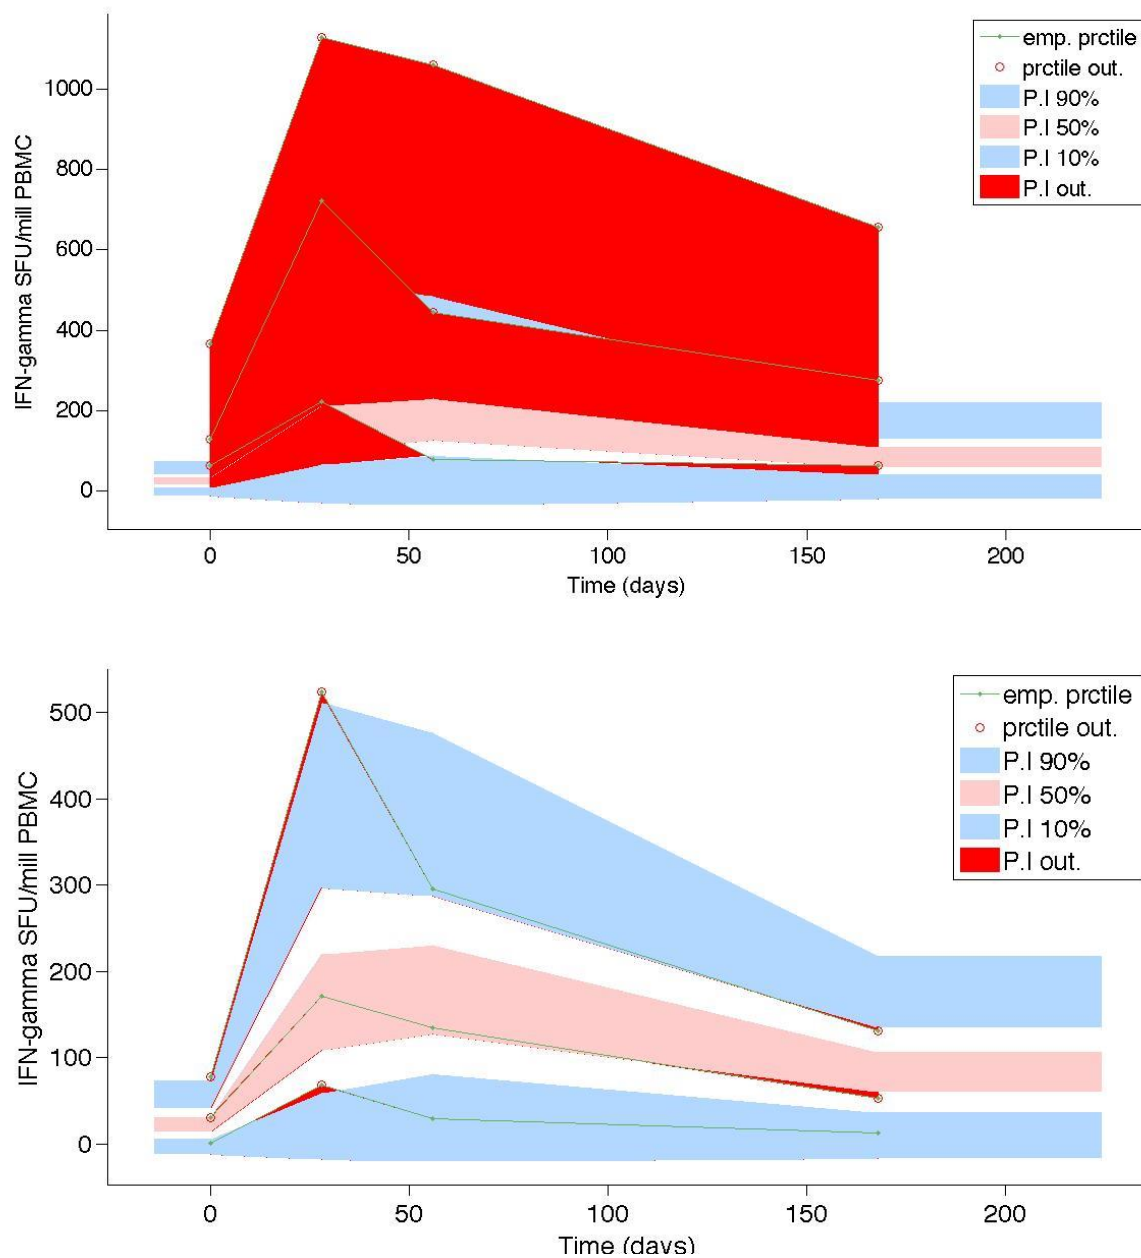 emp. prctile
prctile out.
P.I 90%
P.I 50%
P.I 10%
P.I out.
IFN-gamma SFU/mill PBMC
1000
800
600
400
200
0
0 50 100 150 200
Time (days)
emp. prctile
prctile out.
P.I 90%
P.I 50%
P.I 10%
P.I out.
IFN-gamma SFU/mill PBMC
500
400
300
200
100
0
0 50 100 150 200
Time (days)